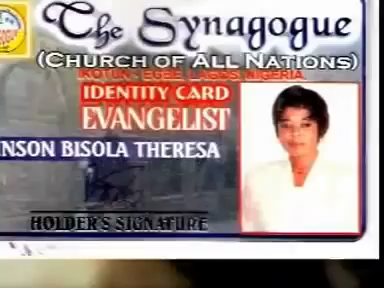 The Synagogue
(CHURCH OF ALL NATIONS)
IKOTUN - EGBE, LAGOS, NIGERIA.
IDENTITY CARD
EVANGELIST
NSON BISOLA THERESA
HOLDER'S SIGNATURE